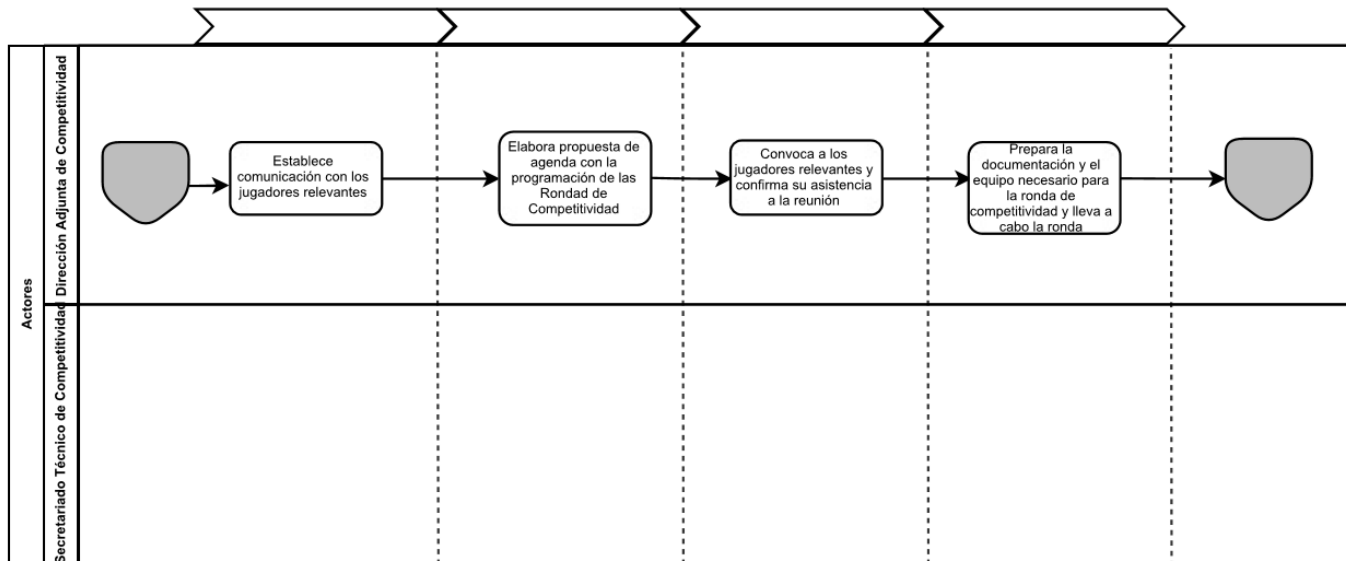 Actores
Dirección Adjunta de Competitividad
Establece
comunicación con los
jugadores relevantes
Elabora propuesta de
agenda con la
programación de las
Rondad de
Competitividad
Convoca a los
jugadores relevantes y
confirma su asistencia
a la reunión
Prepara la
documentación y el
equipo necesario para
la ronda de
competitividad y lleva a
cabo la ronda
Secretariado Técnico de Competitividad